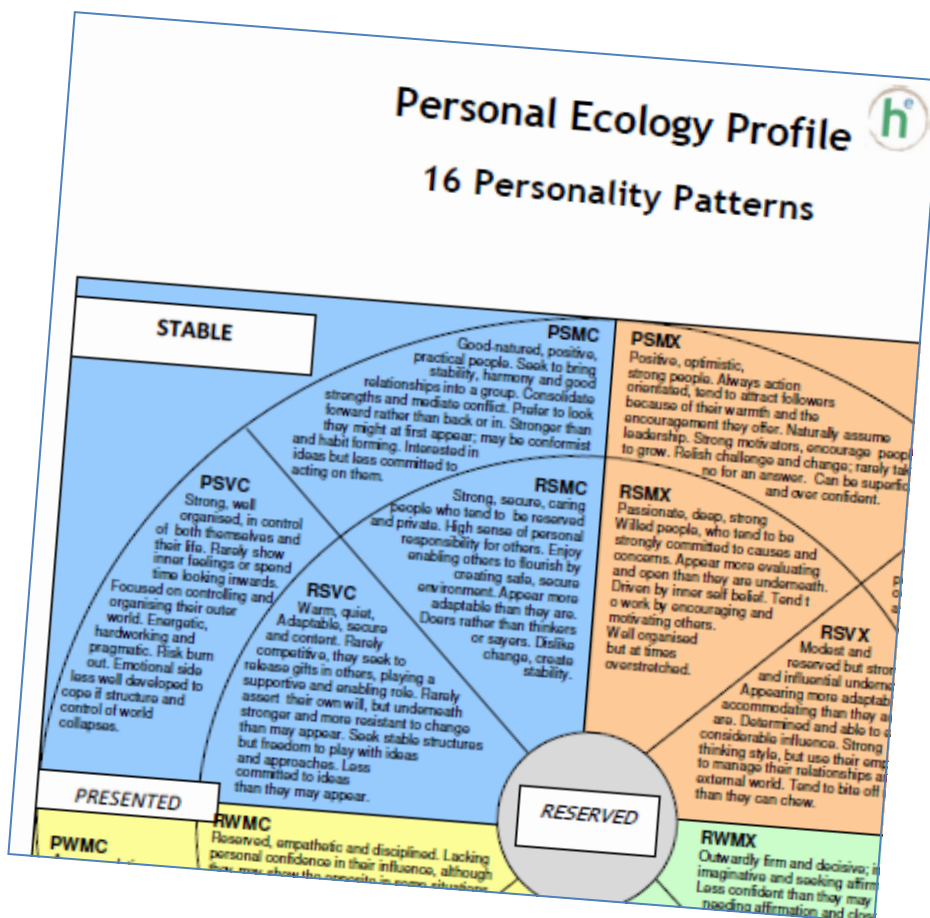 Personal Ecology Profile
he
16 Personality Patterns
STABLE
PSMC
Good-natured, positive,
practical people. Seek to bring
stability, harmony and good
relationships into a group. Consolidate
strengths and mediate conflict. Prefer to look
forward rather than back or in. Stronger than
they might at first appear; may be conformist
and habit forming. Interested in
ideas but less committed to
acting on them.
PSMX
Positive, optimistic,
strong people. Always action
orientated, tend to attract followers
because of their warmth and the
encouragement they offer. Naturally assume
leadership. Strong motivators, encourage
to grow. Relish challenge and change; rarely
no for an answer. Can be
and over confident.
PSVC
Strong, well
organised, in control
of both themselves and
their life. Rarely show
inner feelings or spend
time looking inwards.
Focused on controlling and
organising their outer
world. Energetic,
hardworking and
pragmatic. Risk burn
out. Emotional side
less well developed to
cope if structure and
control of world
collapses.
RSMC
Strong, secure, caring
people who tend to be reserved
and private. High sense of personal
responsibility for others. Enjoy
enabling others to flourish by
creating safe, secure
environment. Appear more
adaptable than they are.
Doers rather than thinkers
or sayers. Dislike
change, create
stability.
RSMX
Passionate, deep, strong
Willed people, who tend to be
strongly committed to causes and
concerns. Appear more evaluating
and open than they are underneath.
Driven by inner self belief. Tend t
o work by encouraging and
motivating others.
Well organised
but at times
overstretched.
RSVC
Warm, quiet,
Adaptable, secure
and content. Rarely
competitive, they seek to
release gifts in others, playing a
supportive and enabling role. Rarely
assert their own will, but underneath
stronger and more resistant to change
than may appear. Seek stable structures
but freedom to play with ideas
and approaches. Less
committed to ideas
than they may appear.
RSVX
Modest and
reserved but
and influential
Appearing more
accommodating than they
are. Determined and able to
considerable influence. Strong
thinking style, but use their
to manage their relationships
external world. Tend to bite off
than they can chew.
PRESENTED
RESERVED
PWMC
RWMC
Reserved, empathetic and disciplined. Lacking
personal confidence in their influence, although
they may show the opposite in some situations
RWMX
Outwardly firm and decisive;
imaginative and seeking
Less confident than they may
needing affirmation and